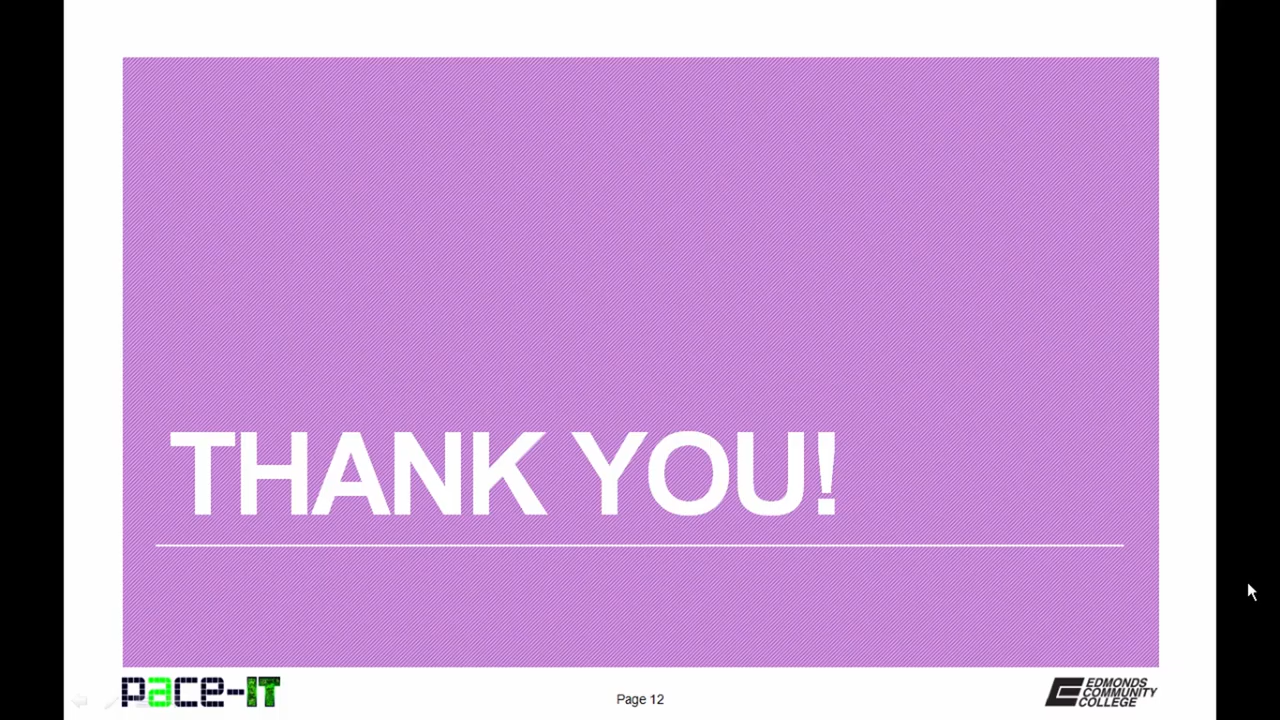 THANK YOU!
pace-IT
Page 12
EDMONDS
COMMUNITY
COLLEGE